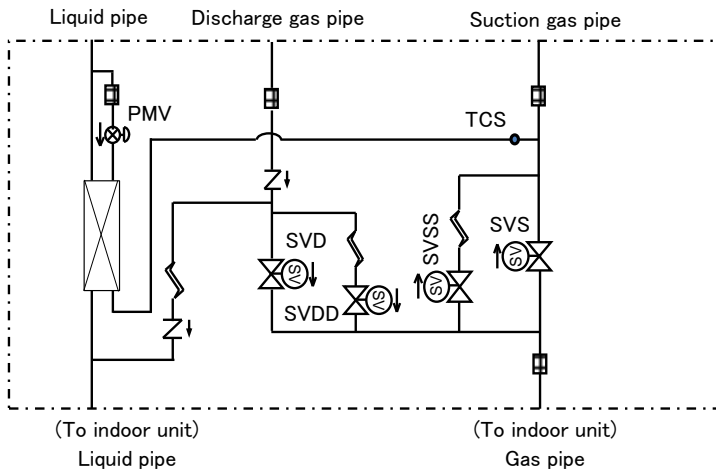 Liquid pipe
Discharge gas pipe
Suction gas pipe
PMV
TCS
SVD
SV
SVDD
SV
SVSS
SV
SVS
SV
(To indoor unit)
Liquid pipe
(To indoor unit)
Gas pipe